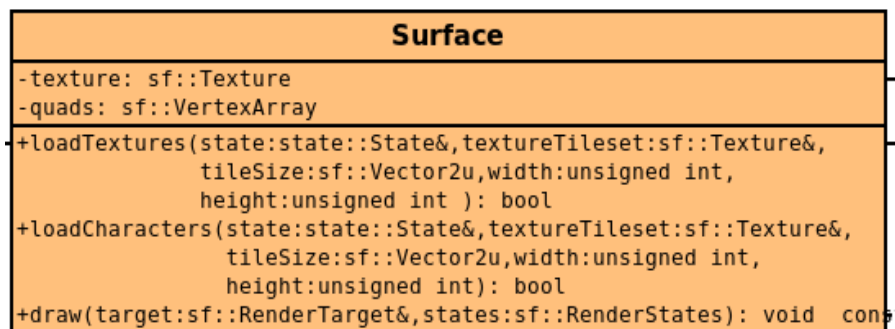 Surface
-texture: sf::Texture
-quads: sf::VertexArray
+loadTextures(state:state::State&,textureTileset:sf::Texture&,
tileSize:sf::Vector2u,width:unsigned int,
height:unsigned int ): bool
+loadCharacters(state:state::State&,textureTileset:sf::Texture&,
tileSize:sf::Vector2u,width:unsigned int,
height:unsigned int): bool
+draw(target:sf::RenderTarget&,states:sf::RenderStates): void